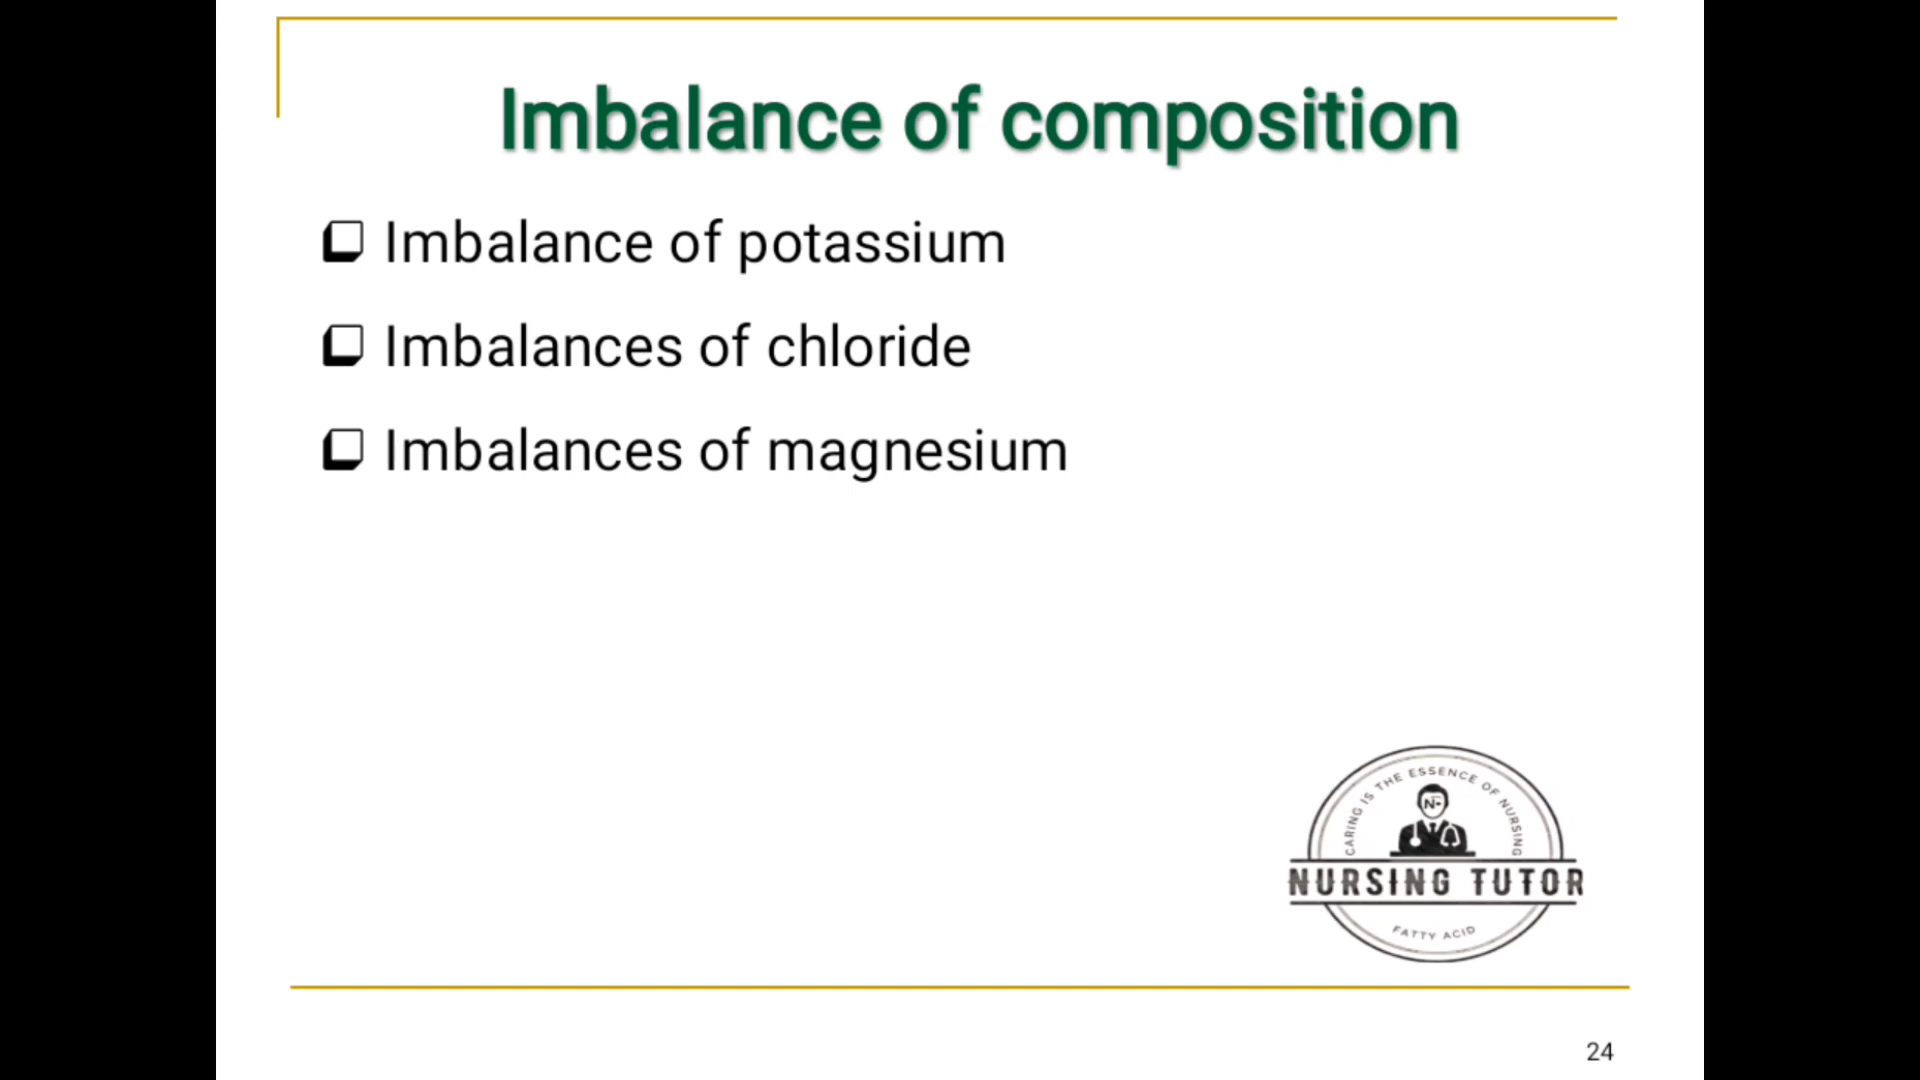 Imbalance of composition
Imbalance of potassium
Imbalances of chloride
Imbalances of magnesium
CARING IS THE ESSENCE OF NURSING
N
NURSING TUTOR
FATTY ACID
24